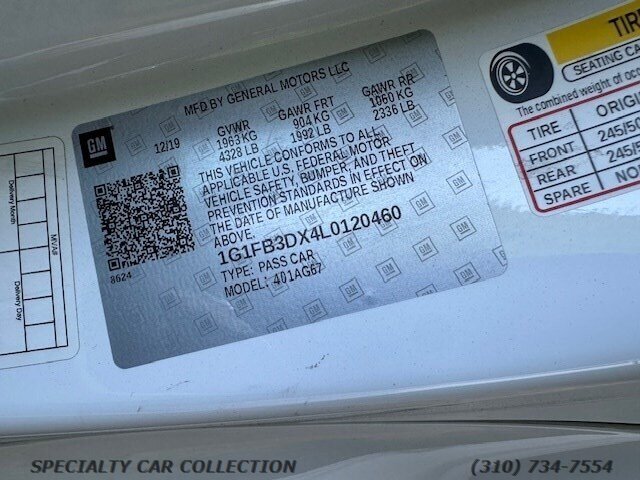 MFD BY GENERAL MOTORS LLC
GM
12/19
GVWR
1963 KG
4328 LB
GAWR FRT
904 KG
1992 LB
GAWR RR
1060 KG
2336 LB
THIS VEHICLE CONFORMS TO ALL
APPLICABLE U.S. FEDERAL MOTOR
VEHICLE SAFETY, BUMPER, AND THEFT
PREVENTION STANDARDS IN EFFECT ON
THE DATE OF MANUFACTURE SHOWN
ABOVE.
1G1FB3DX4L0120460
TYPE: PASS CAR
MODEL: 401AG67
8624
Delivery Month
Delivery Day
TIRE
SEATING CA
The combined weight of occ
TIRE ORIGI
FRONT 245/50
REAR 245/5
SPARE NO
SPECIALTY CAR COLLECTION
(310) 734-7554